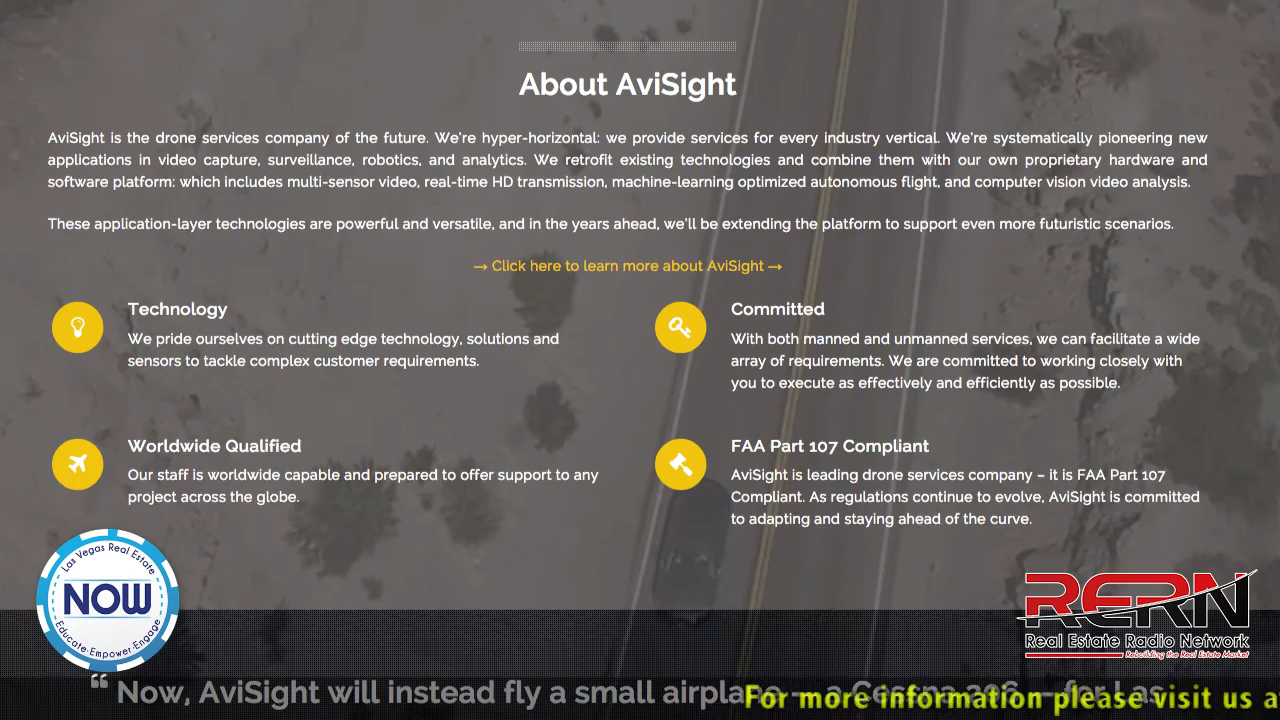 About AviSight
AviSight is the drone services company of the future. We're hyper-horizontal: we provide services for every industry vertical. We're systematically pioneering new
applications in video capture, surveillance, robotics, and analytics. We retrofit existing technologies and combine them with our own proprietary hardware and
software platform: which includes multi-sensor video, real-time HD transmission, machine-learning optimized autonomous flight, and computer vision video analysis.
These application-layer technologies are powerful and versatile, and in the years ahead, we'll be extending the platform to support even more futuristic scenarios.
→ Click here to learn more about AviSight →
Technology
We pride ourselves on cutting edge technology, solutions and
sensors to tackle complex customer requirements.
Committed
With both manned and unmanned services, we can facilitate a wide
array of requirements. We are committed to working closely with
you to execute as effectively and efficiently as possible.
Worldwide Qualified
Our staff is worldwide capable and prepared to offer support to any
project across the globe.
FAA Part 107 Compliant
AviSight is leading drone services company – it is FAA Part 107
Compliant. As regulations continue to evolve, AviSight is committed
to adapting and staying ahead of the curve.
Las Vegas Real Estate
NOW
Educate·Empower·Engage
RERN
Real Estate Radio Network
Rebuilding the Real Estate Market
“ Now, AviSight will instead fly a small airplane — a Cessna 206 — for Las
For more information please visit us a